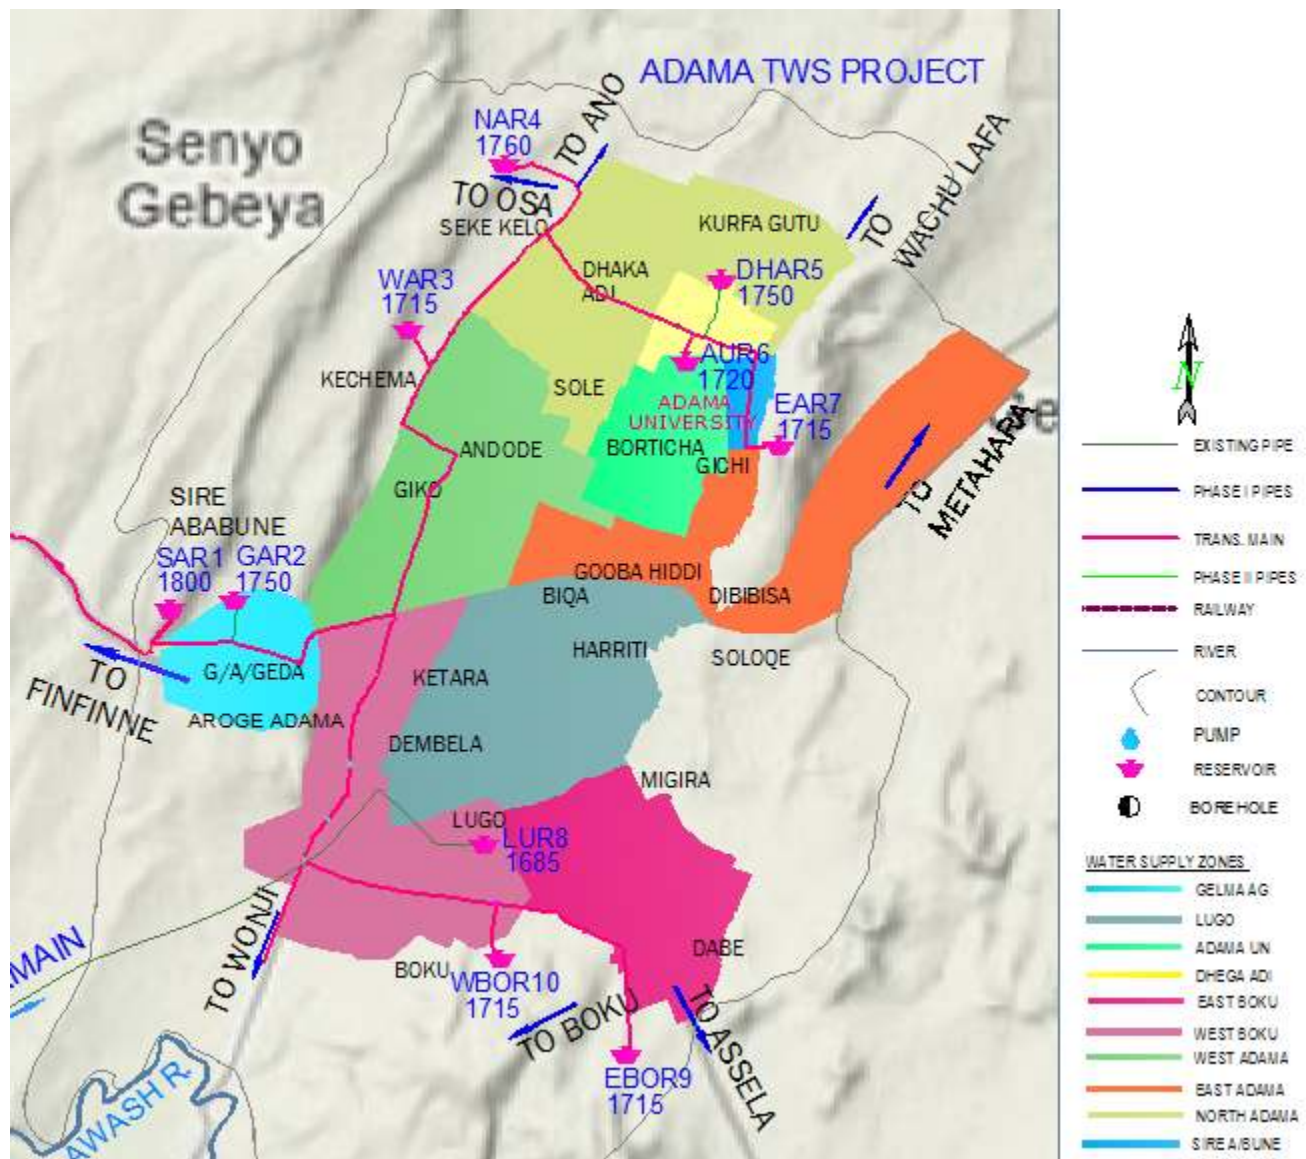 ADAMA TWS PROJECT
Senyo
Gebeya
NAR4
1760
TO ANO
TO OSA
SEKE KELO
KURFA GUTU
TO
WACHU LAFA
WAR3
1715
DHAKA
ADI
DHAR5
1750
KECHEMA
SOLE
AUR6
1720
ADAMA
UNIVERSITY
EAR7
1715
ANDODE
BORTICHA
GICHI
GIKO
TO
METAHARA
SIRE
ABABUNE
SAR1
1800
GAR2
1750
GOOBA HIDDI
BIQA
DIBIBISA
HARRITI
SOLOQE
TO
FINFINNE
G/A/GEDA
KETARA
AROGE ADAMA
DEMBELA
MIGIRA
LUGO
LUR8
1685
TO WONJI
MAIN
BOKU
WBOR10
1715
DABE
TO BOKU
TO ASSELA
EBOR9
1715
AWASH R.
N
EXISTING PIPE
PHASE I PIPES
TRANS. MAIN
PHASE II PIPES
RAILWAY
RIVER
CONTOUR
PUMP
RESERVOIR
BOREHOLE
WATER SUPPLY ZONES
GELMA AG
LUGO
ADAMA UN
DHEGA ADI
EAST BOKU
WEST BOKU
WEST ADAMA
EAST ADAMA
NORTH ADAMA
SIRE A/BUNE